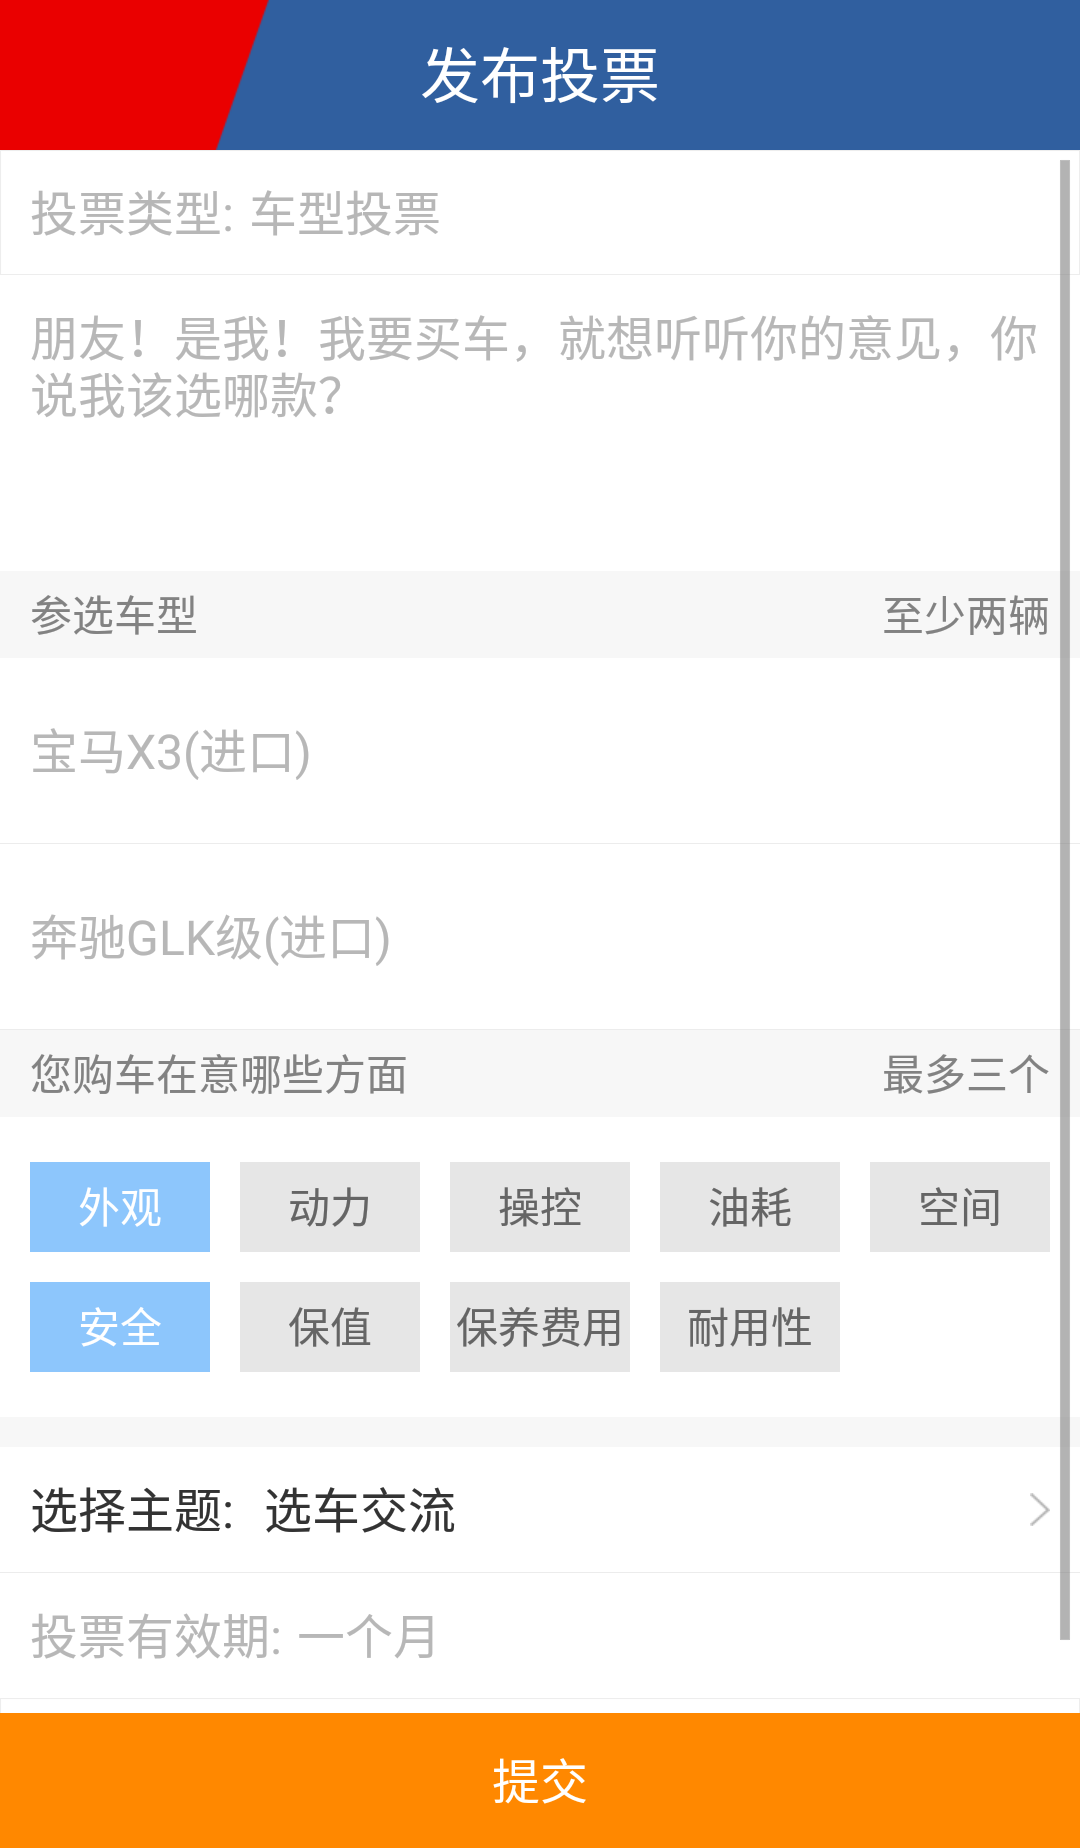 发布投票
投票类型: 车型投票
朋友！是我！我要买车，就想听听你的意见，你
说我该选哪款？
参选车型 至少两辆
宝马X3(进口)
奔驰GLK级(进口)
您购车在意哪些方面 最多三个
外观 动力 操控 油耗 空间
安全 保值 保养费用 耐用性
选择主题: 选车交流
投票有效期: 一个月
提交